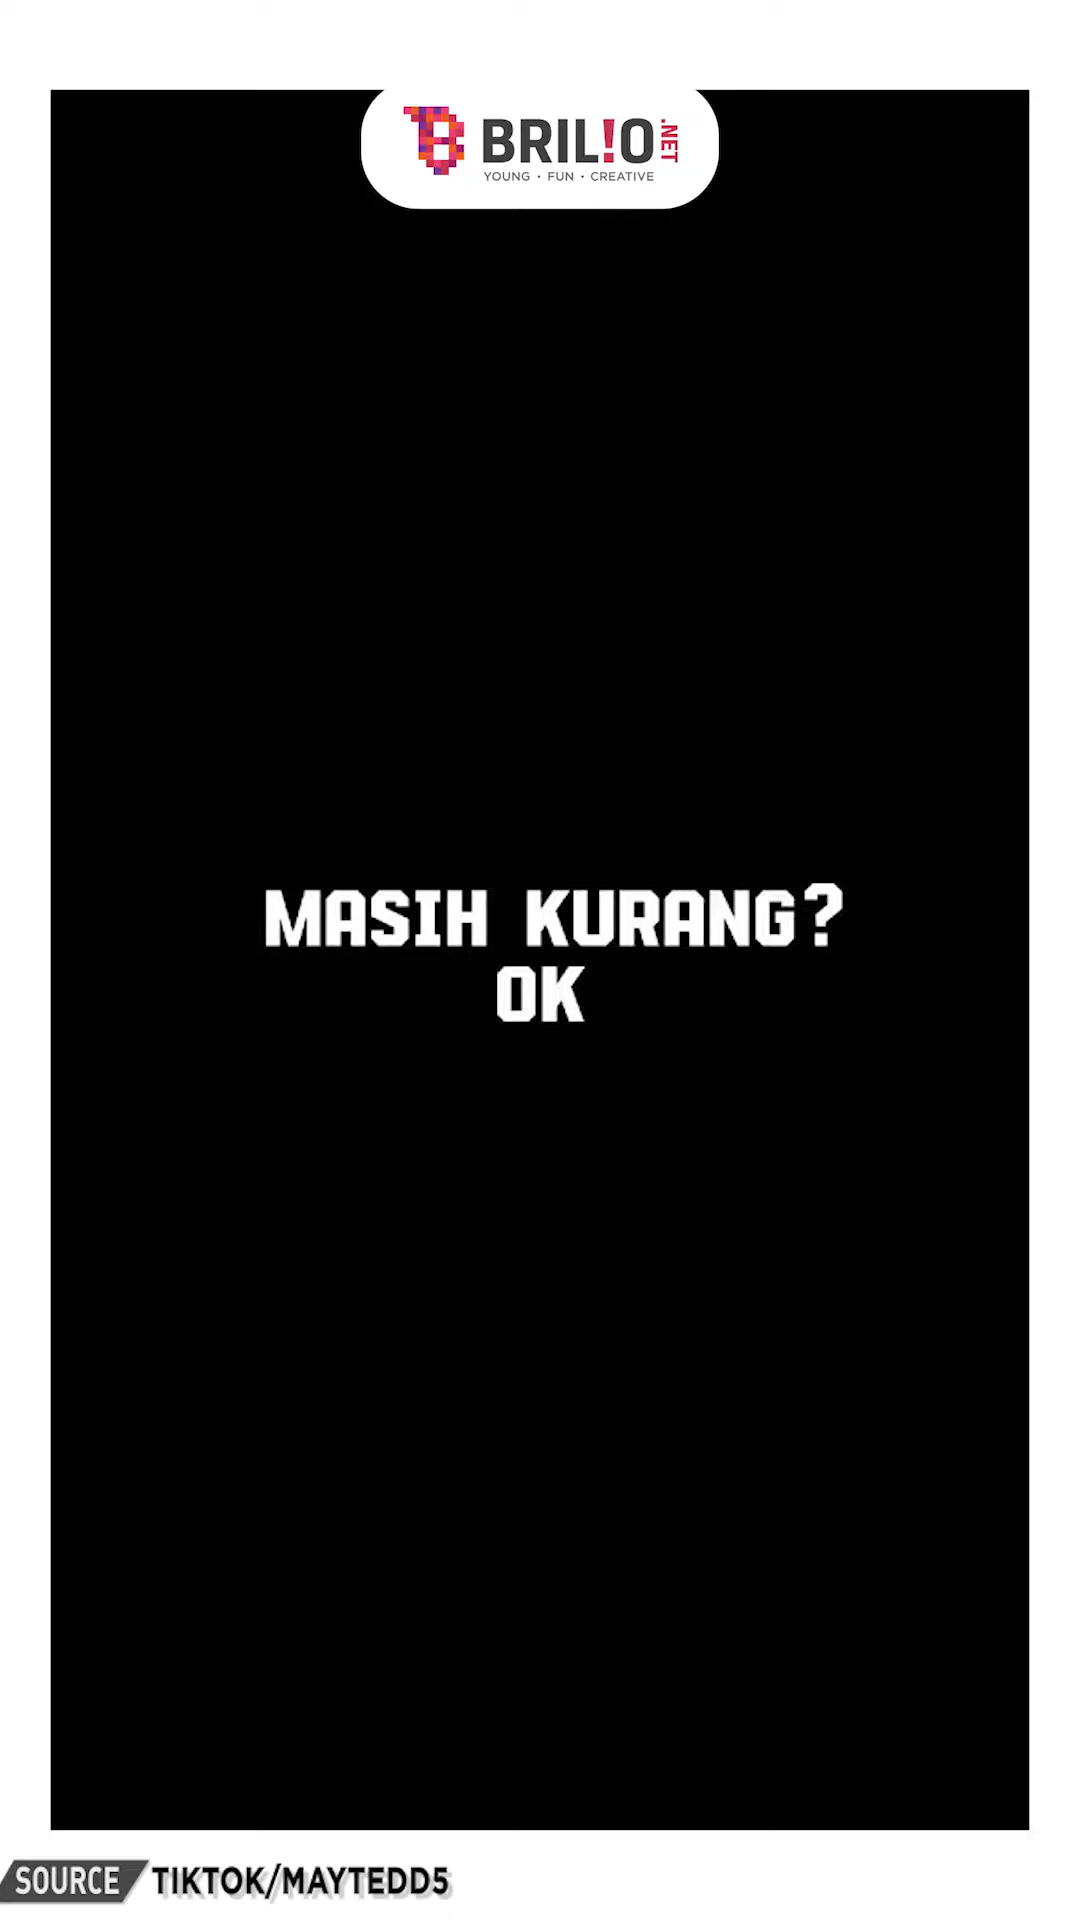 BRIL!O.NET
YOUNG • FUN • CREATIVE
MASIH KURANG?
OK
SOURCE TIKTOK/MAYTEDD5